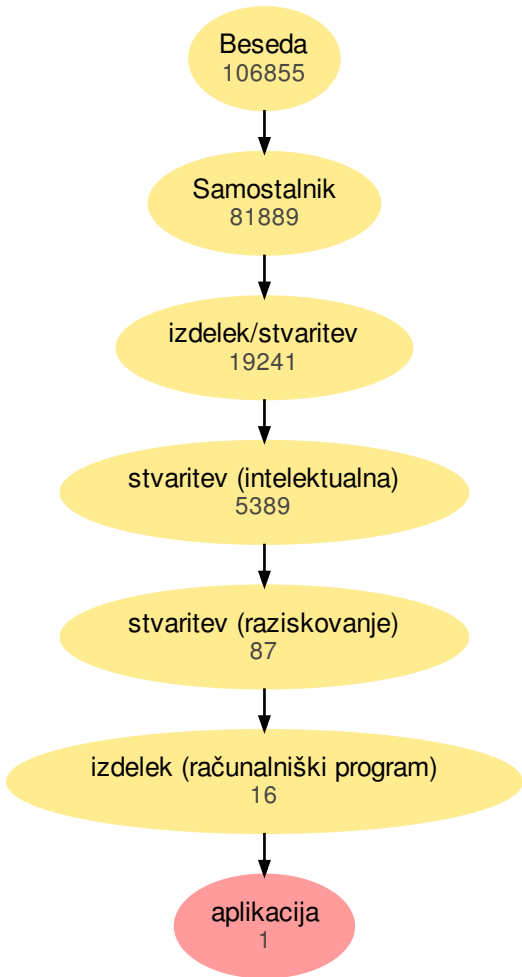 Beseda
106855
Samostalnik
81889
izdelek/stvaritev
19241
stvaritev (intelektualna)
5389
stvaritev (raziskovanje)
87
izdelek (računalniški program)
16
aplikacija
1